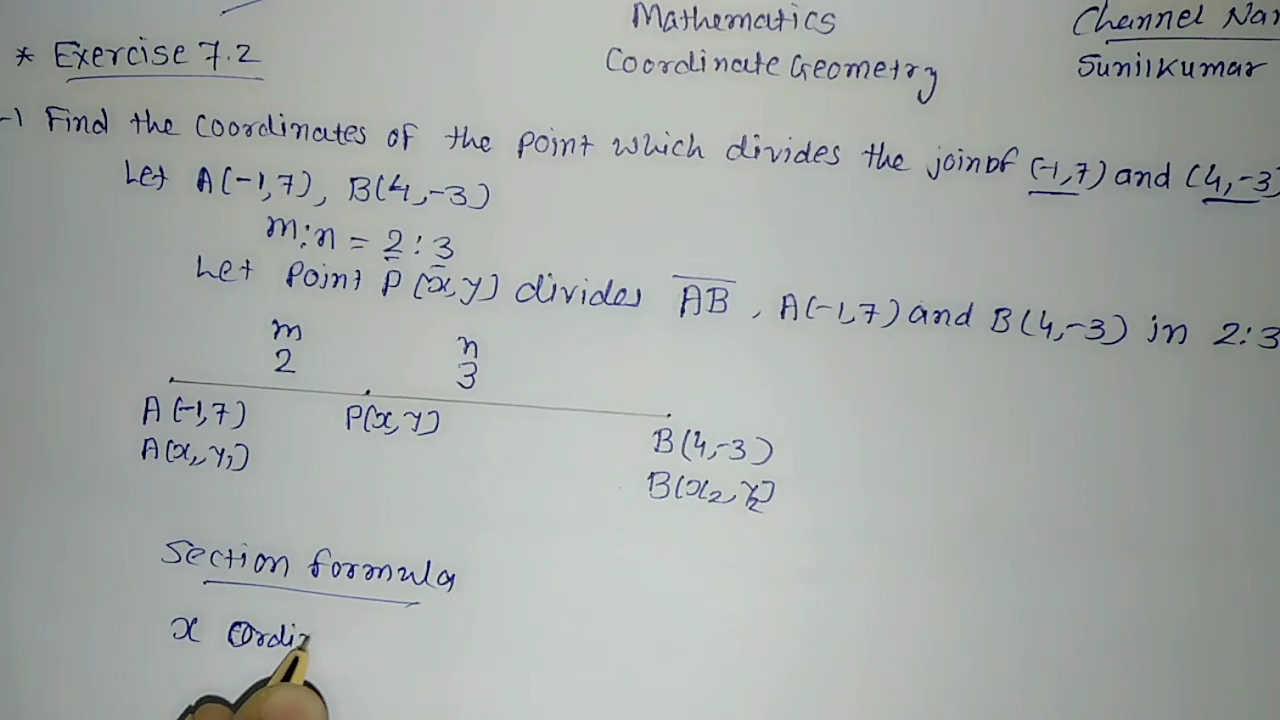 Mathematics
Channel Nar
* Exercise 7.2
Coordinate Geometry
Sunilkumar
-1 Find the coordinates of the point which divides the join of (-1,7) and (4,-3)
Let A(-1,7), B(4,-3)
m:n = 2:3
Let point P(x,y) divides AB, A(-1,7) and B(4,-3) in 2:3
m
n
2
3
A(-1,7)
P(x,y)
B(4,-3)
A(x1,y1)
B(x2,y2)
Section formula
x Cordi